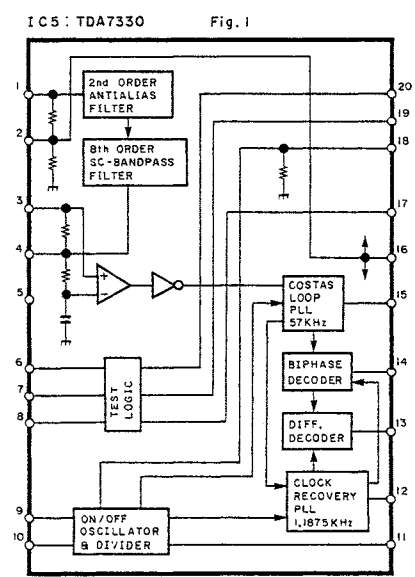 IC5: TDA7330
Fig. 1
1
2
3
4
5
6
7
8
9
10
20
19
18
17
16
15
14
13
12
11
2nd ORDER
ANTIALIAS
FILTER
8th ORDER
SC-BANDPASS
FILTER
+
−
COSTAS
LOOP
PLL
57KHz
BIPHASE
DECODER
DIFF.
DECODER
TEST
LOGIC
CLOCK
RECOVERY
PLL
1,1875KHz
ON/OFF
OSCILLATOR
& DIVIDER